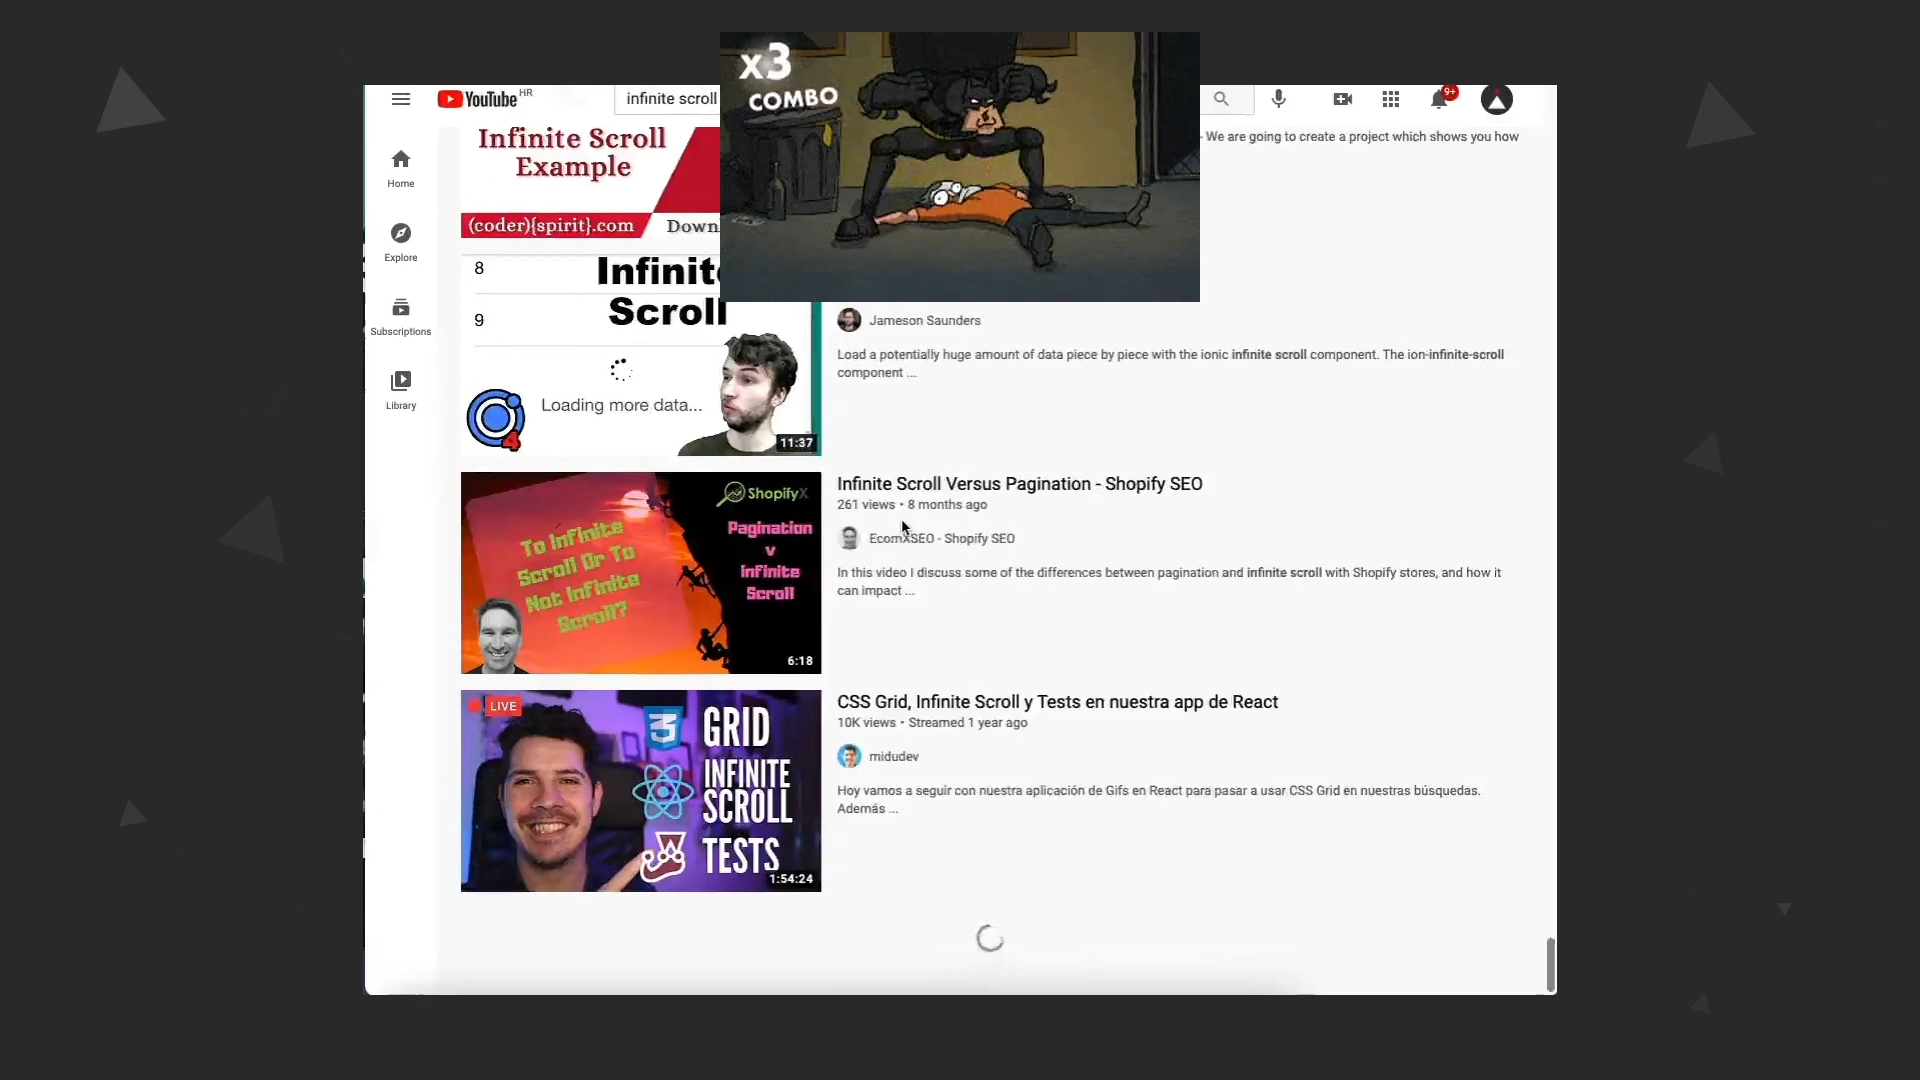 x3
COMBO
YouTube HR
infinite scroll
9+
Home
Explore
Subscriptions
Library
Infinite Scroll
Example
(coder){spirit}.com
Down
- We are going to create a project which shows you how
8
9
Infinite
Scroll
Loading more data...
4
11:37
Jameson Saunders
Load a potentially huge amount of data piece by piece with the ionic infinite scroll component. The ion-infinite-scroll
component ...
ShopifyX
Pagination
v
Infinite
Scroll
To Infinite
Scroll Or To
Not Infinite
Scroll?
6:18
Infinite Scroll Versus Pagination - Shopify SEO
261 views • 8 months ago
EcomXSEO - Shopify SEO
In this video I discuss some of the differences between pagination and infinite scroll with Shopify stores, and how it
can impact ...
LIVE
3
GRID
INFINITE
SCROLL
TESTS
1:54:24
CSS Grid, Infinite Scroll y Tests en nuestra app de React
10K views • Streamed 1 year ago
midudev
Hoy vamos a seguir con nuestra aplicación de Gifs en React para pasar a usar CSS Grid en nuestras búsquedas.
Además ...